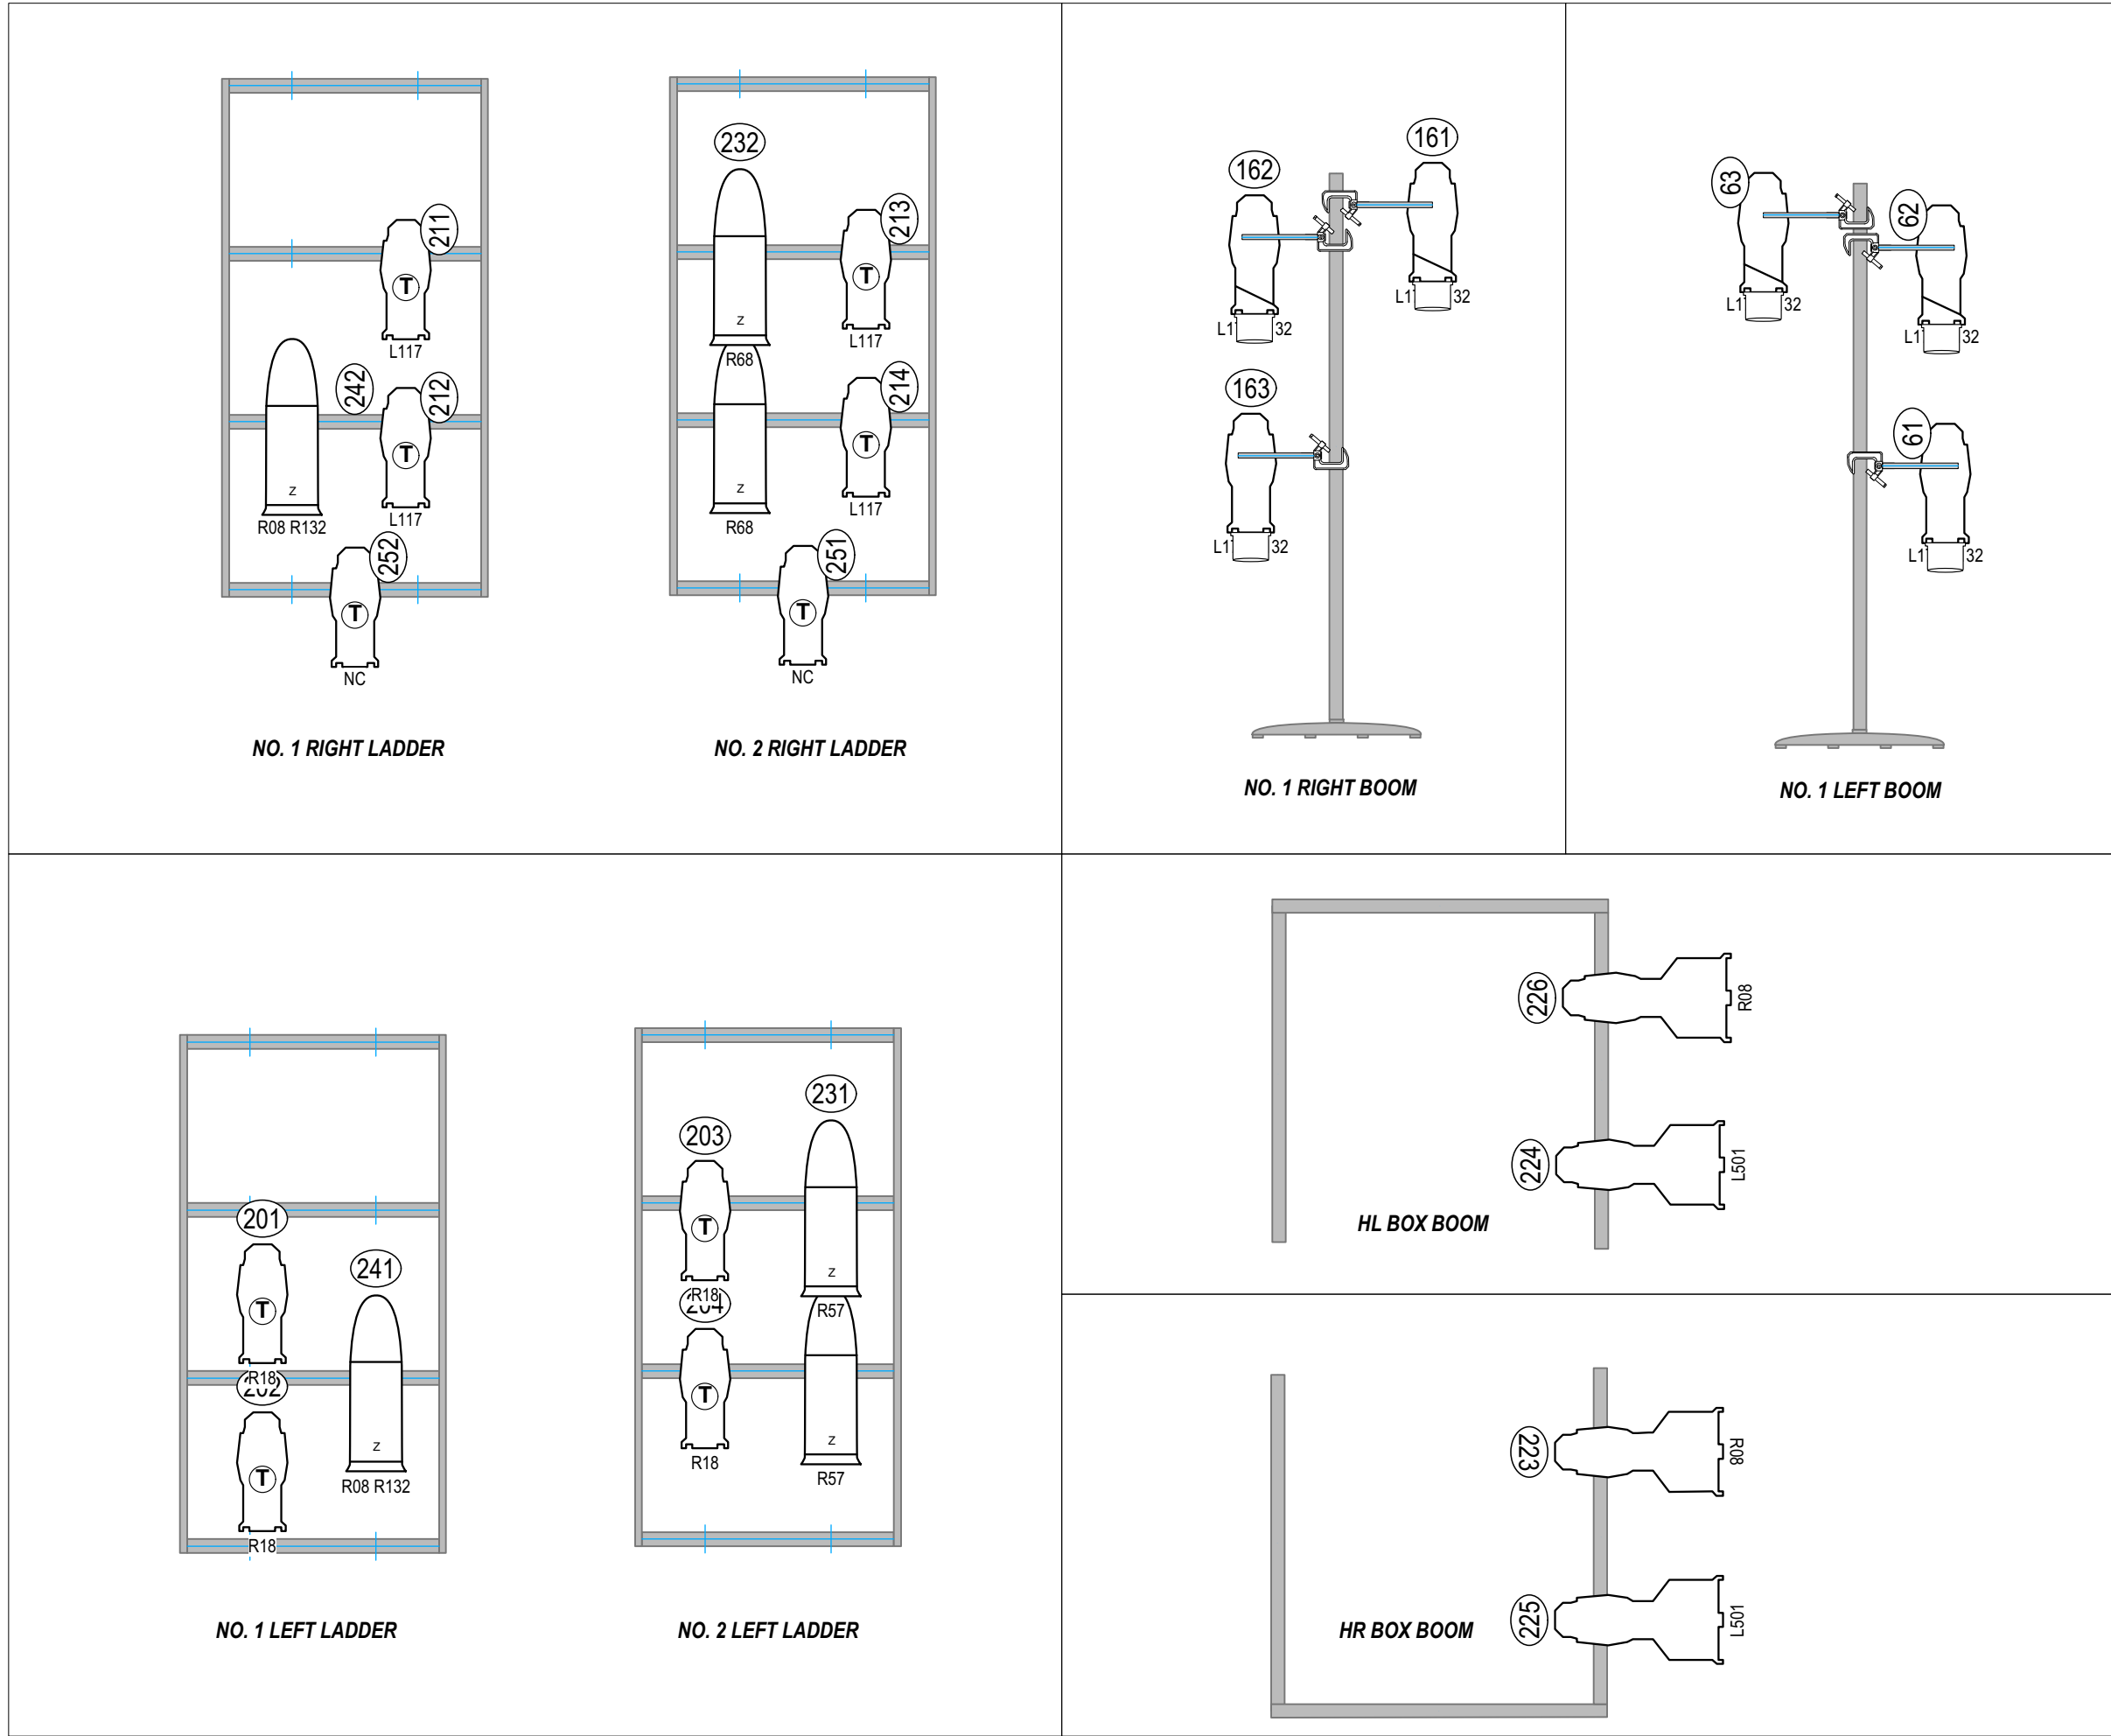 232
211
213
T
T
L117
Z
L117
R68
242
212
214
T
T
Z
Z
R08 R132
L117
R68
L117
252
251
T
T
NC
NC
NO. 1 RIGHT LADDER
NO. 2 RIGHT LADDER
161
162
L1 32
L1 32
163
L1 32
NO. 1 RIGHT BOOM
63
62
L1 32
L1 32
61
L1 32
NO. 1 LEFT BOOM
201
241
T
R18
202
Z
T
R08 R132
R18
NO. 1 LEFT LADDER
231
203
T
Z
R18
R57
204
T
Z
R18
R57
NO. 2 LEFT LADDER
226
R08
224
L501
HL BOX BOOM
223
R08
225
L501
HR BOX BOOM